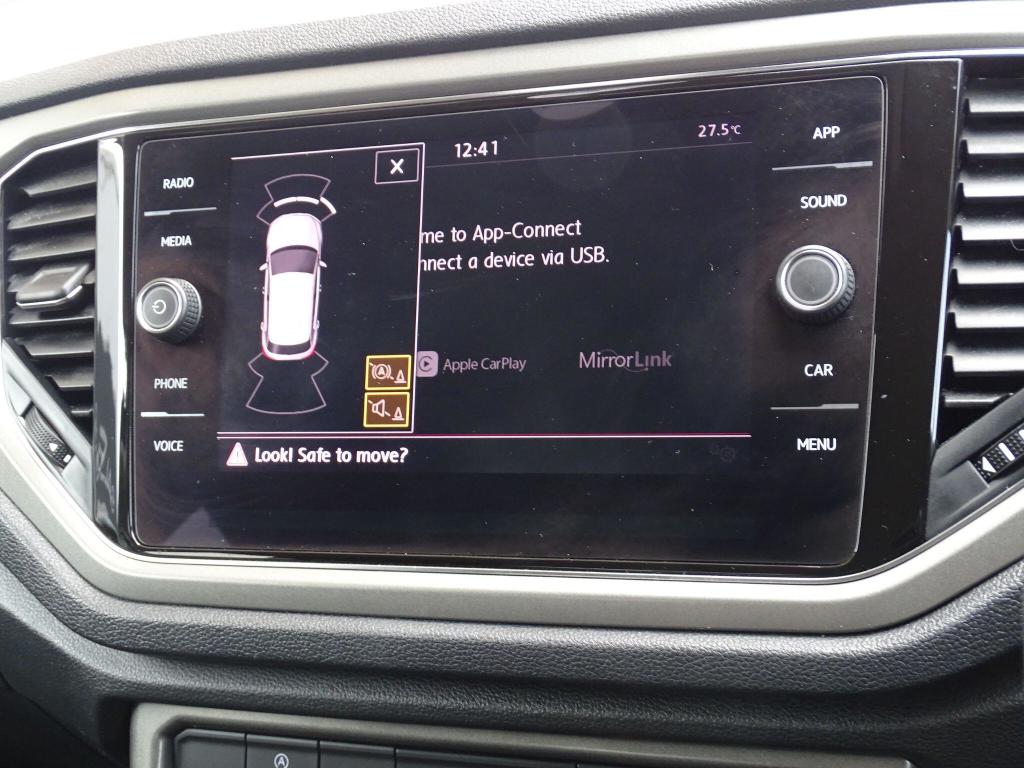 12:41
27.5°C
APP
RADIO
X
SOUND
MEDIA
me to App-Connect
nnect a device via USB.
Apple CarPlay
MirrorLink
PHONE
CAR
VOICE
MENU
Look! Safe to move?
A
A